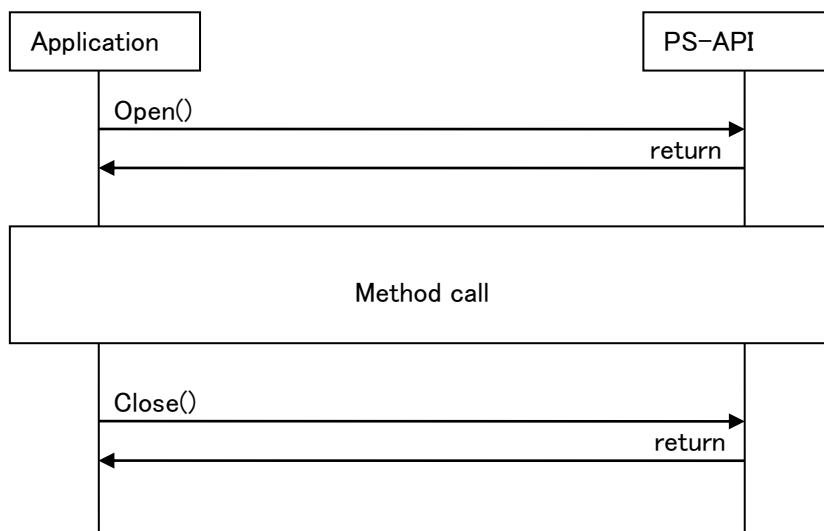 Application
PS-API
Open()
return
Method call
Close()
return